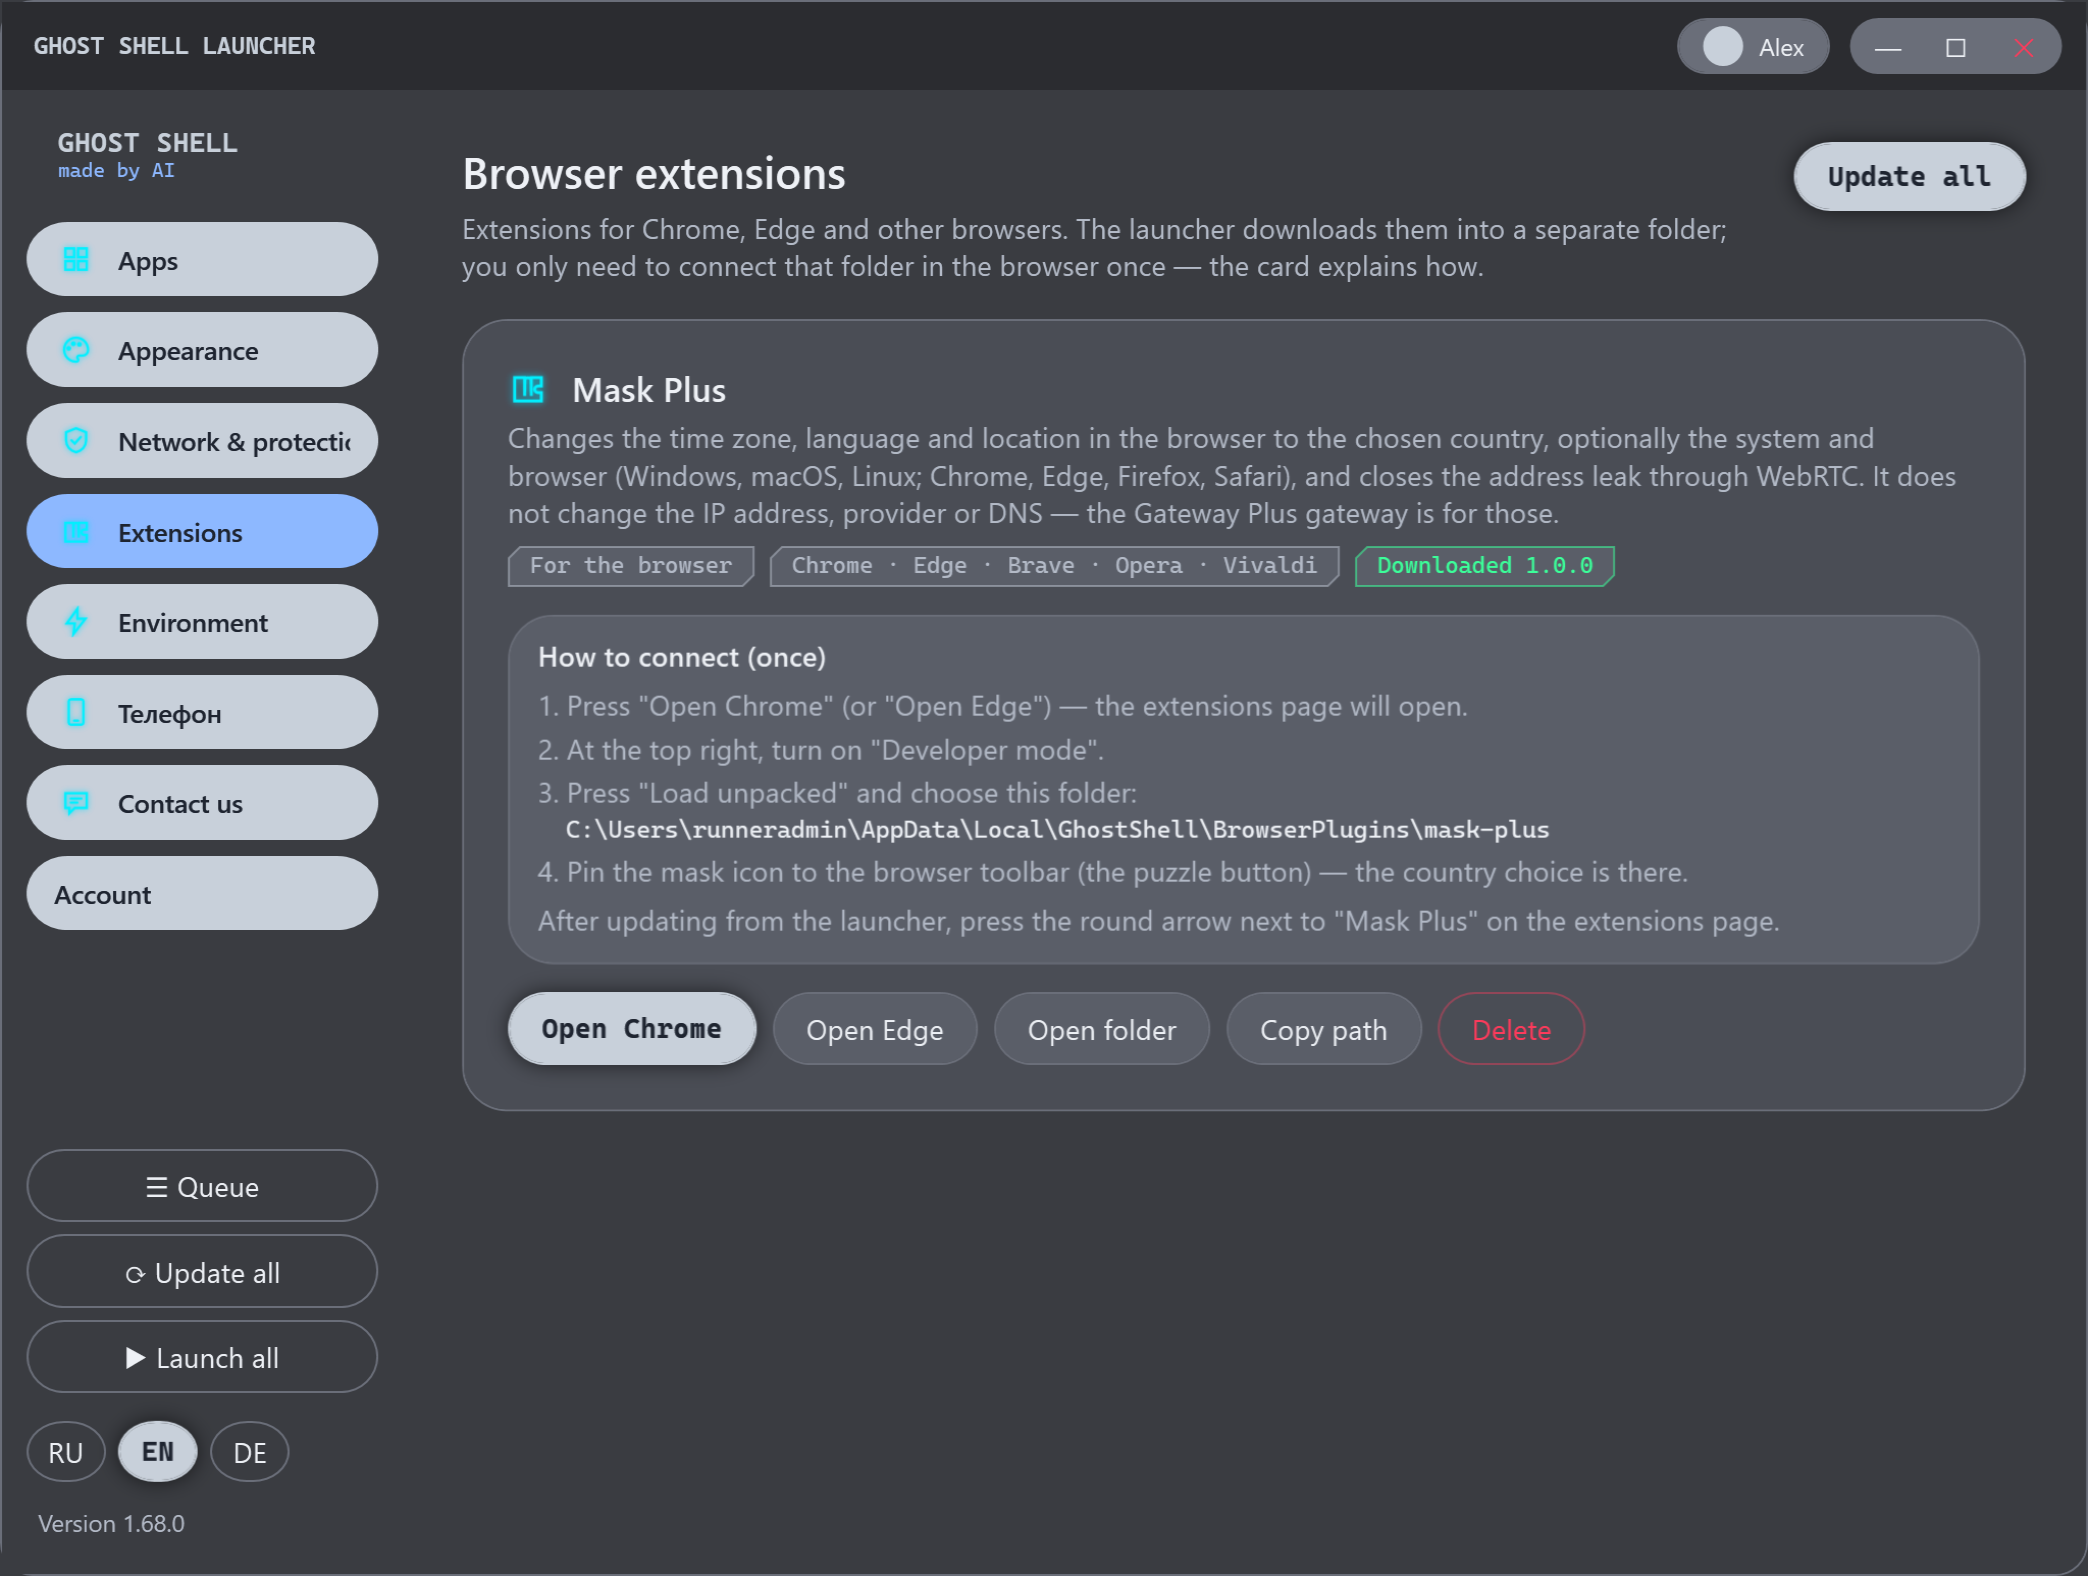 GHOST SHELL LAUNCHER
Alex
GHOST SHELL
made by AI
Apps
Appearance
Network & protectic
Extensions
Environment
Телефон
Contact us
Account
Queue
Update all
Launch all
RU EN DE
Version 1.68.0
Browser extensions
Update all
Extensions for Chrome, Edge and other browsers. The launcher downloads them into a separate folder;
you only need to connect that folder in the browser once — the card explains how.
Mask Plus
Changes the time zone, language and location in the browser to the chosen country, optionally the system and
browser (Windows, macOS, Linux; Chrome, Edge, Firefox, Safari), and closes the address leak through WebRTC. It does
not change the IP address, provider or DNS — the Gateway Plus gateway is for those.
For the browser
Chrome · Edge · Brave · Opera · Vivaldi
Downloaded 1.0.0
How to connect (once)
1. Press "Open Chrome" (or "Open Edge") — the extensions page will open.
2. At the top right, turn on "Developer mode".
3. Press "Load unpacked" and choose this folder:
C:\Users\runneradmin\AppData\Local\GhostShell\BrowserPlugins\mask-plus
4. Pin the mask icon to the browser toolbar (the puzzle button) — the country choice is there.
After updating from the launcher, press the round arrow next to "Mask Plus" on the extensions page.
Open Chrome
Open Edge
Open folder
Copy path
Delete